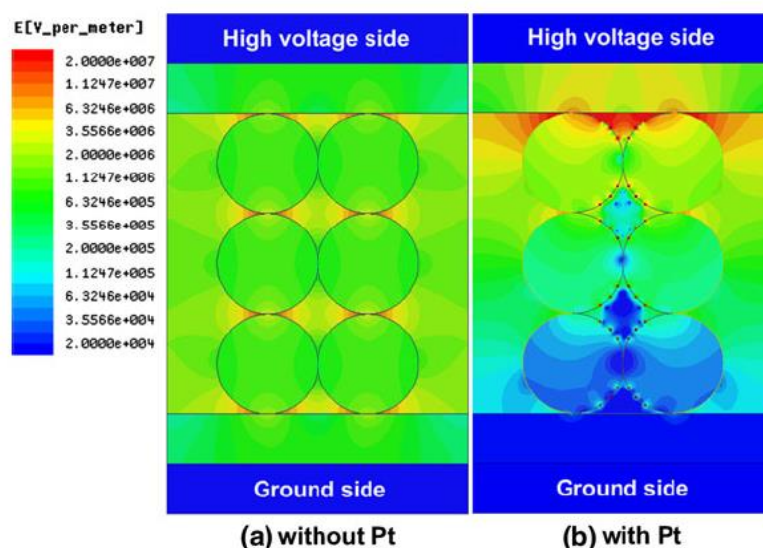 E[V_per_meter]
2.0000e+007
1.1247e+007
6.3246e+006
3.5566e+006
2.0000e+006
1.1247e+006
6.3246e+005
3.5566e+005
2.0000e+005
1.1247e+005
6.3246e+004
3.5566e+004
2.0000e+004
High voltage side
High voltage side
Ground side
Ground side
(a) without Pt
(b) with Pt